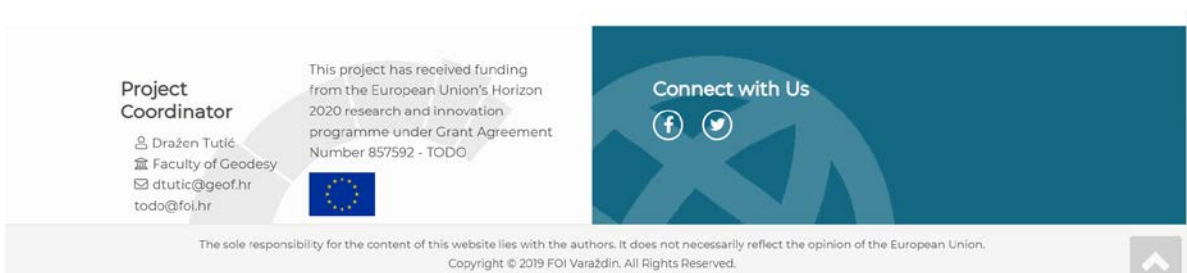 Project
Coordinator
Dražen Tutić
Faculty of Geodesy
dtutic@geof.hr
todo@foi.hr
This project has received funding
from the European Union's Horizon
2020 research and innovation
programme under Grant Agreement
Number 857592 - TODO
Connect with Us
The sole responsibility for the content of this website lies with the authors. It does not necessarily reflect the opinion of the European Union.
Copyright © 2019 FOI Varaždin. All Rights Reserved.